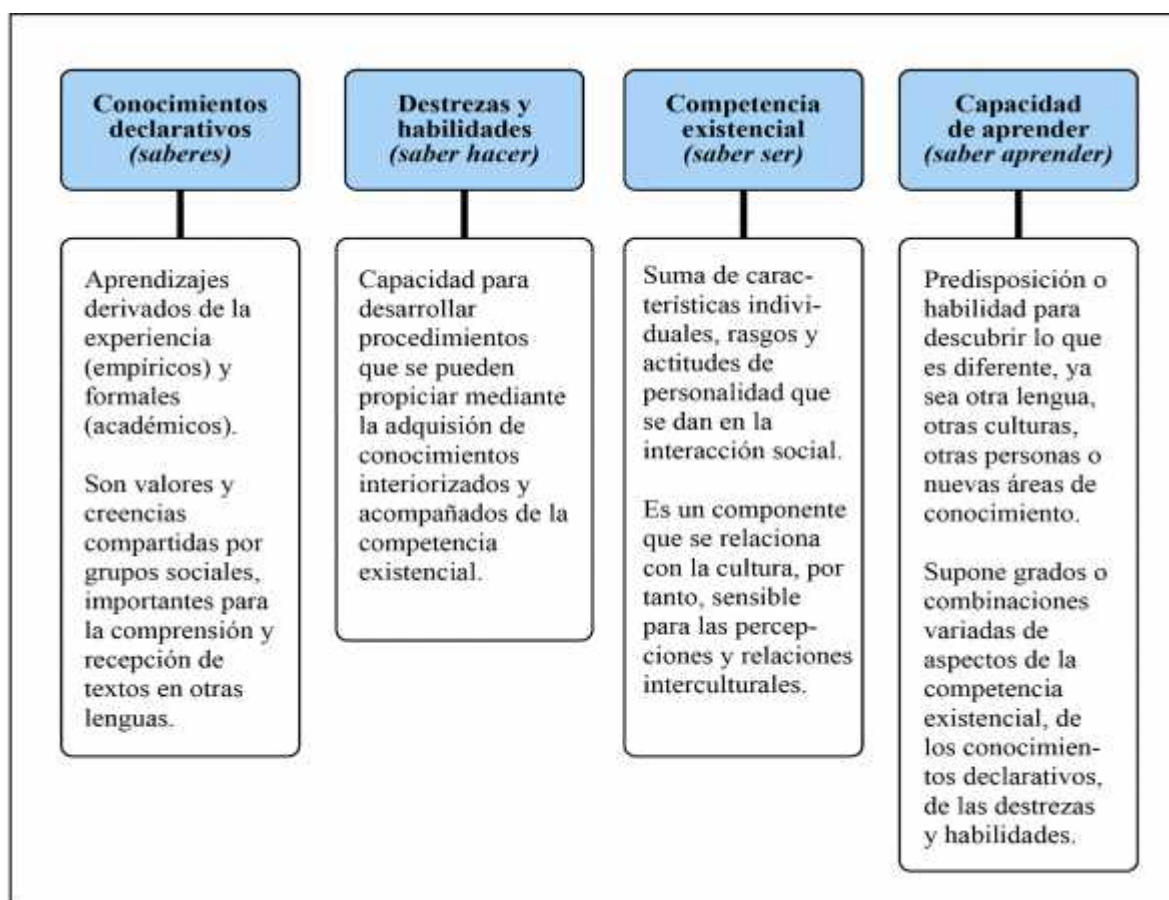 Conocimientos
declarativos
(saberes)
Aprendizajes
derivados de la
experiencia
(empíricos) y
formales
(académicos).
Son valores y
creencias
compartidas por
grupos sociales,
importantes para
la comprensión y
recepción de
textos en otras
lenguas.
Destrezas y
habilidades
(saber hacer)
Capacidad para
desarrollar
procedimientos
que se pueden
propiciar mediante
la adquisición de
conocimientos
interiorizados y
acompañados de la
competencia
existencial.
Competencia
existencial
(saber ser)
Suma de carac-
terísticas indivi-
duales, rasgos y
actitudes de
personalidad que
se dan en la
interacción social.
Es un componente
que se relaciona
con la cultura, por
tanto, sensible
para las percep-
ciones y relaciones
interculturales.
Capacidad
de aprender
(saber aprender)
Predisposición o
habilidad para
descubrir lo que
es diferente, ya
sea otra lengua,
otras culturas,
otras personas o
nuevas áreas de
conocimiento.
Supone grados o
combinaciones
variadas de
aspectos de la
competencia
existencial, de
los conocimien-
tos declarativos,
de las destrezas
y habilidades.